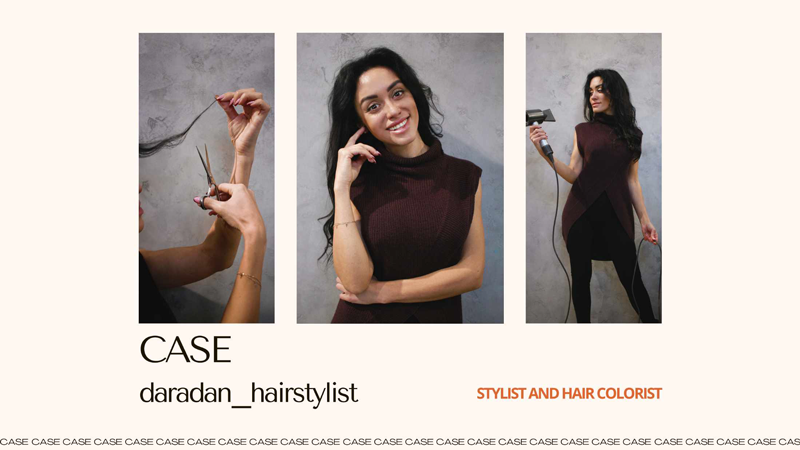 CASE
daradan_hairstylist
STYLIST AND HAIR COLORIST
CASE CASE CASE CASE CASE CASE CASE CASE CASE CASE CASE CASE CASE CASE CASE CASE CASE CASE CASE CASE CASE CASE CASE CASE CASE CAS